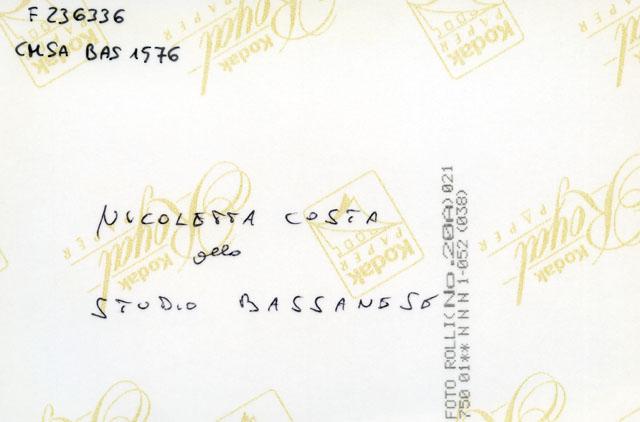 F 236336
CMSA BAS 1976
NICOLETTA COSTA
allo
STUDIO BASSANESE
FOTO ROLLI(No.20A)021
750 01** N N N 1-052 (038)
Kodak
Royal
PAPER